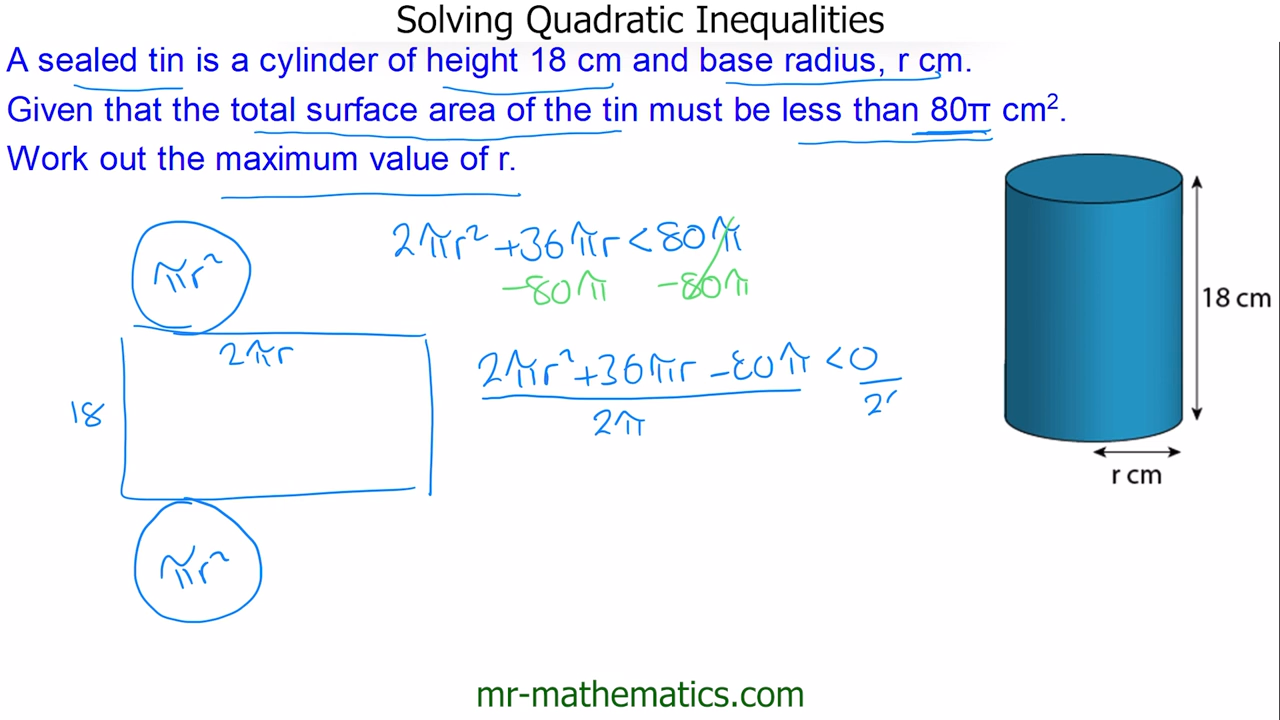 Solving Quadratic Inequalities
A sealed tin is a cylinder of height 18 cm and base radius, r cm.
Given that the total surface area of the tin must be less than 80π cm².
Work out the maximum value of r.
πr²
2πr² +36πr < 80π
-80π -80π
2πr
18
2πr² +36πr -80π < 0
2π
πr²
18 cm
r cm
mr-mathematics.com